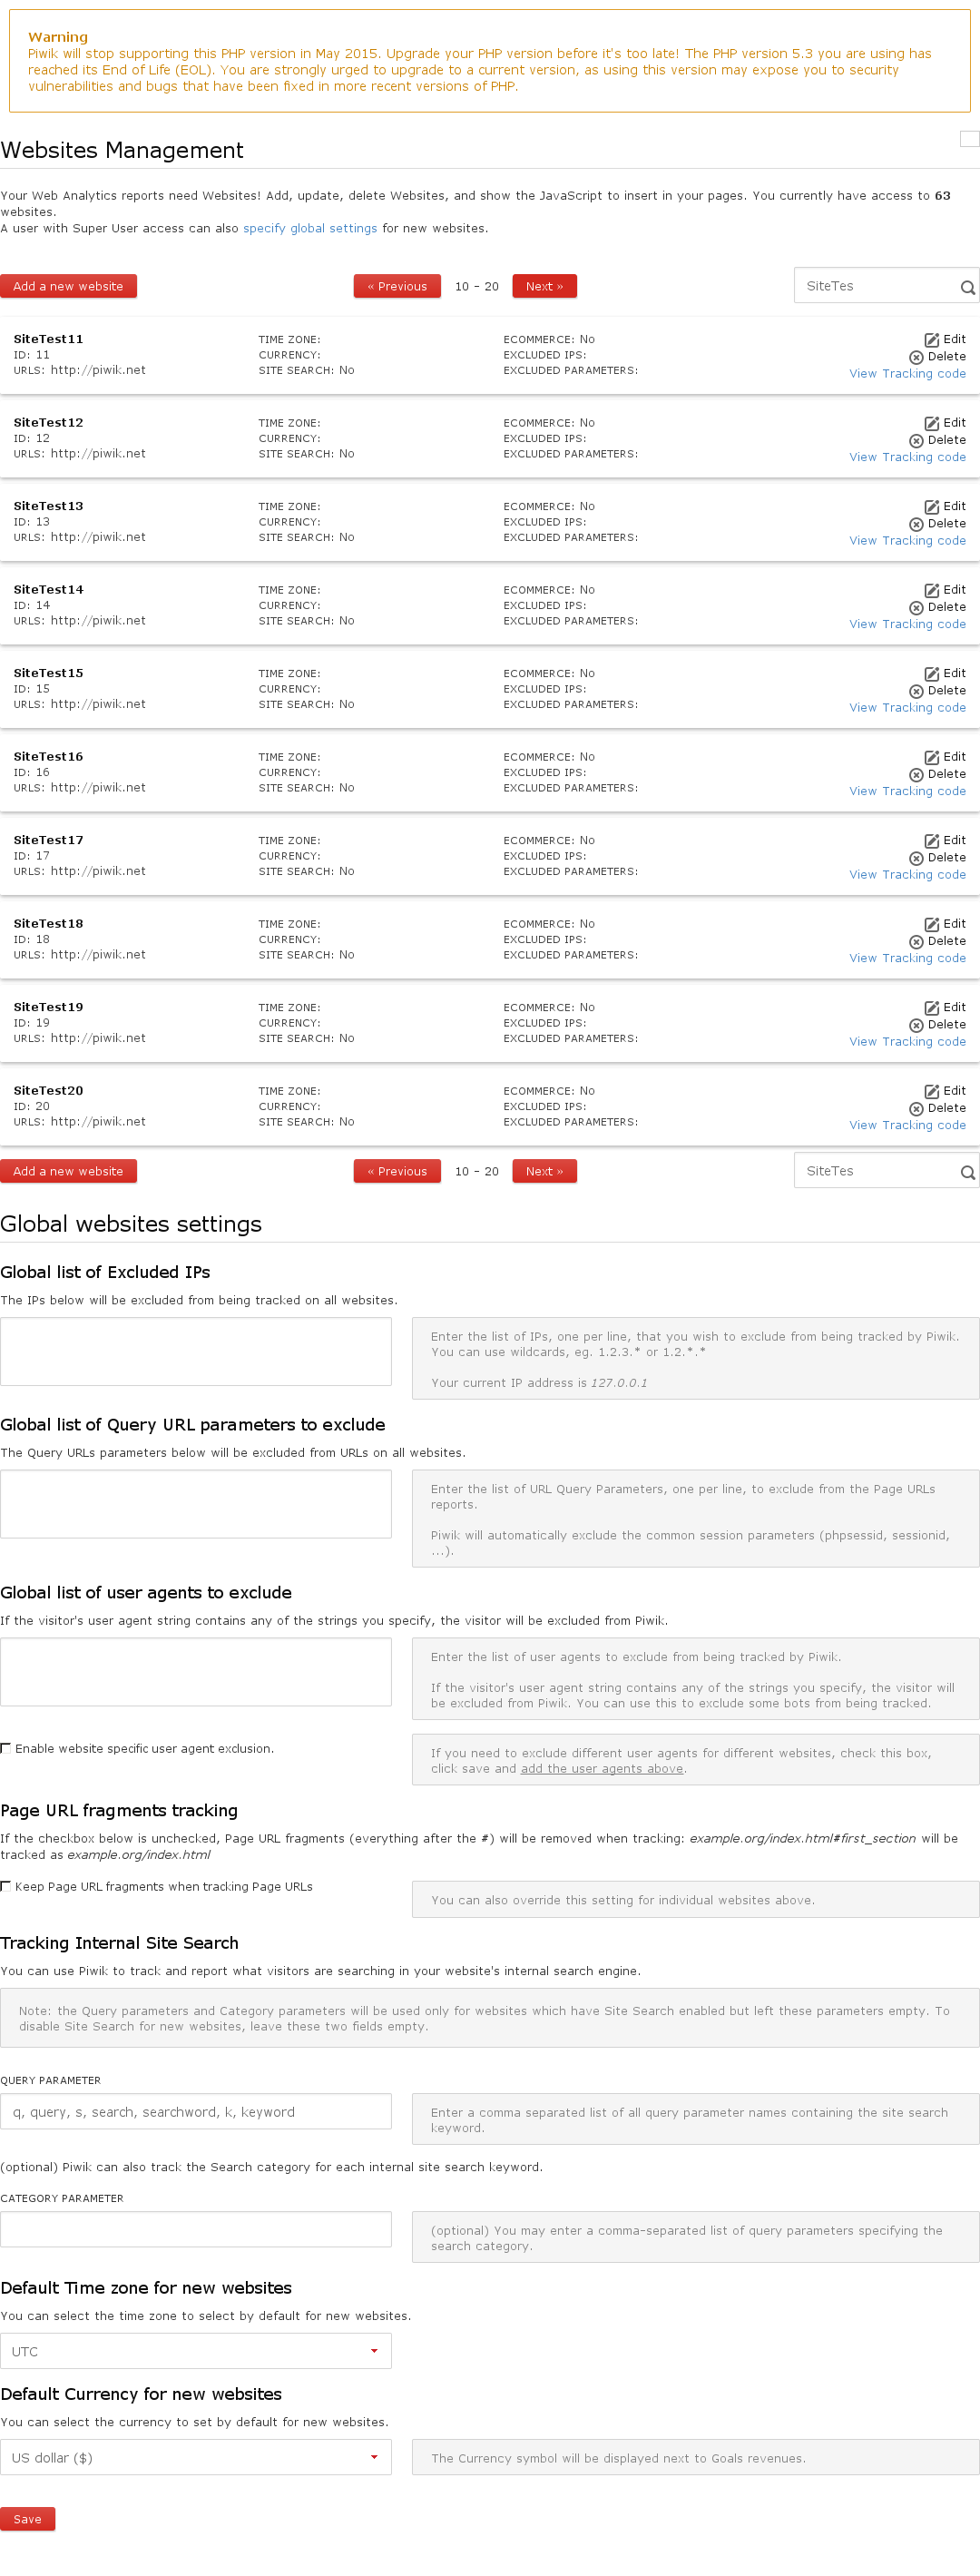 Warning
Piwik will stop supporting this PHP version in May 2015. Upgrade your PHP version before it's too late! The PHP version 5.3 you are using has
reached its End of Life (EOL). You are strongly urged to upgrade to a current version, as using this version may expose you to security
vulnerabilities and bugs that have been fixed in more recent versions of PHP.
Websites Management
Your Web Analytics reports need Websites! Add, update, delete Websites, and show the JavaScript to insert in your pages. You currently have access to 63
websites.
A user with Super User access can also specify global settings for new websites.
Add a new website « Previous 10 - 20 Next » SiteTes
SiteTest11 TIME ZONE: ECOMMERCE: No Edit
ID: 11 CURRENCY: EXCLUDED IPS: Delete
URLS: http://piwik.net SITE SEARCH: No EXCLUDED PARAMETERS: View Tracking code
SiteTest12 TIME ZONE: ECOMMERCE: No Edit
ID: 12 CURRENCY: EXCLUDED IPS: Delete
URLS: http://piwik.net SITE SEARCH: No EXCLUDED PARAMETERS: View Tracking code
SiteTest13 TIME ZONE: ECOMMERCE: No Edit
ID: 13 CURRENCY: EXCLUDED IPS: Delete
URLS: http://piwik.net SITE SEARCH: No EXCLUDED PARAMETERS: View Tracking code
SiteTest14 TIME ZONE: ECOMMERCE: No Edit
ID: 14 CURRENCY: EXCLUDED IPS: Delete
URLS: http://piwik.net SITE SEARCH: No EXCLUDED PARAMETERS: View Tracking code
SiteTest15 TIME ZONE: ECOMMERCE: No Edit
ID: 15 CURRENCY: EXCLUDED IPS: Delete
URLS: http://piwik.net SITE SEARCH: No EXCLUDED PARAMETERS: View Tracking code
SiteTest16 TIME ZONE: ECOMMERCE: No Edit
ID: 16 CURRENCY: EXCLUDED IPS: Delete
URLS: http://piwik.net SITE SEARCH: No EXCLUDED PARAMETERS: View Tracking code
SiteTest17 TIME ZONE: ECOMMERCE: No Edit
ID: 17 CURRENCY: EXCLUDED IPS: Delete
URLS: http://piwik.net SITE SEARCH: No EXCLUDED PARAMETERS: View Tracking code
SiteTest18 TIME ZONE: ECOMMERCE: No Edit
ID: 18 CURRENCY: EXCLUDED IPS: Delete
URLS: http://piwik.net SITE SEARCH: No EXCLUDED PARAMETERS: View Tracking code
SiteTest19 TIME ZONE: ECOMMERCE: No Edit
ID: 19 CURRENCY: EXCLUDED IPS: Delete
URLS: http://piwik.net SITE SEARCH: No EXCLUDED PARAMETERS: View Tracking code
SiteTest20 TIME ZONE: ECOMMERCE: No Edit
ID: 20 CURRENCY: EXCLUDED IPS: Delete
URLS: http://piwik.net SITE SEARCH: No EXCLUDED PARAMETERS: View Tracking code
Add a new website « Previous 10 - 20 Next » SiteTes
Global websites settings
Global list of Excluded IPs
The IPs below will be excluded from being tracked on all websites.
Enter the list of IPs, one per line, that you wish to exclude from being tracked by Piwik.
You can use wildcards, eg. 1.2.3.* or 1.2.*.*
Your current IP address is 127.0.0.1
Global list of Query URL parameters to exclude
The Query URLs parameters below will be excluded from URLs on all websites.
Enter the list of URL Query Parameters, one per line, to exclude from the Page URLs
reports.
Piwik will automatically exclude the common session parameters (phpsessid, sessionid,
...).
Global list of user agents to exclude
If the visitor's user agent string contains any of the strings you specify, the visitor will be excluded from Piwik.
Enter the list of user agents to exclude from being tracked by Piwik.
If the visitor's user agent string contains any of the strings you specify, the visitor will
be excluded from Piwik. You can use this to exclude some bots from being tracked.
Enable website specific user agent exclusion.
If you need to exclude different user agents for different websites, check this box,
click save and add the user agents above.
Page URL fragments tracking
If the checkbox below is unchecked, Page URL fragments (everything after the #) will be removed when tracking: example.org/index.html#first_section will be
tracked as example.org/index.html
Keep Page URL fragments when tracking Page URLs
You can also override this setting for individual websites above.
Tracking Internal Site Search
You can use Piwik to track and report what visitors are searching in your website's internal search engine.
Note: the Query parameters and Category parameters will be used only for websites which have Site Search enabled but left these parameters empty. To
disable Site Search for new websites, leave these two fields empty.
QUERY PARAMETER
q, query, s, search, searchword, k, keyword
Enter a comma separated list of all query parameter names containing the site search
keyword.
(optional) Piwik can also track the Search category for each internal site search keyword.
CATEGORY PARAMETER
(optional) You may enter a comma-separated list of query parameters specifying the
search category.
Default Time zone for new websites
You can select the time zone to select by default for new websites.
UTC
Default Currency for new websites
You can select the currency to set by default for new websites.
US dollar ($)
The Currency symbol will be displayed next to Goals revenues.
Save